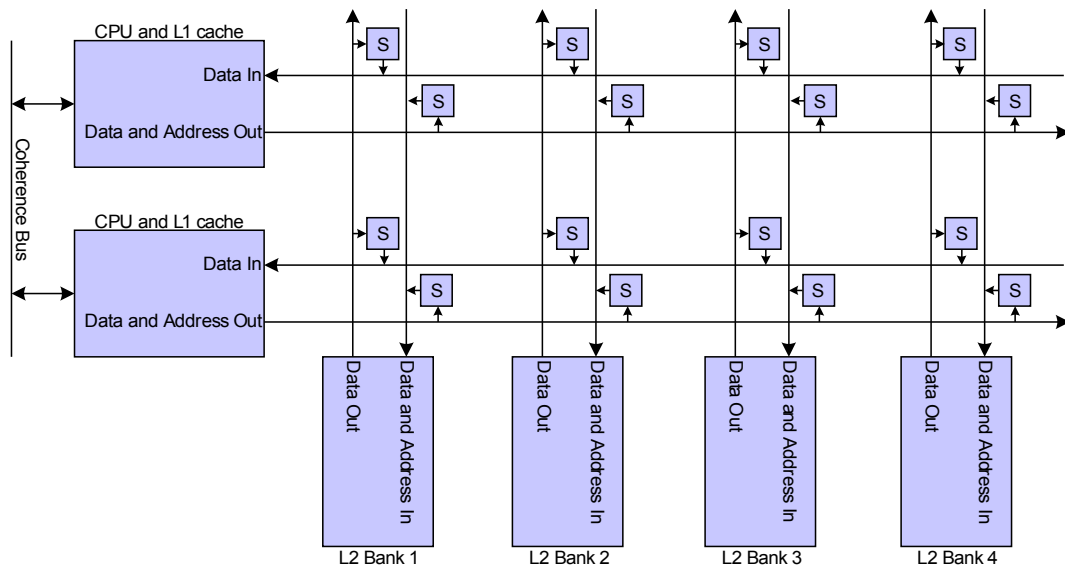 CPU and L1 cache
S
S
S
S
Data In
S
S
S
S
Data and Address Out
Coherence Bus
CPU and L1 cache
S
S
S
S
Data In
S
S
S
S
Data and Address Out
Data Out
Data and Address In
Data Out
Data and Address In
Data Out
Data and Address In
Data Out
Data and Address In
L2 Bank 1
L2 Bank 2
L2 Bank 3
L2 Bank 4